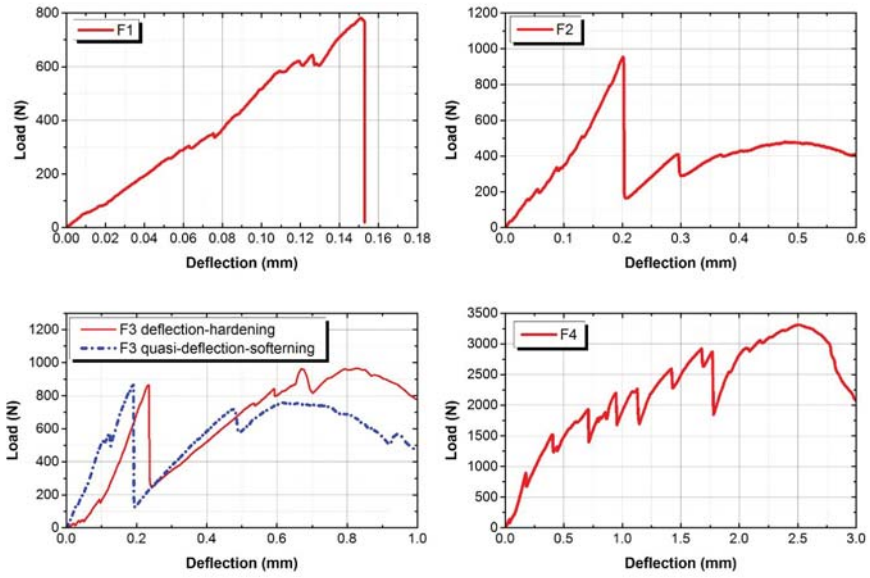 F1
800
600
400
200
0
Load (N)
0.00 0.02 0.04 0.06 0.08 0.10 0.12 0.14 0.16 0.18
Deflection (mm)
F2
1200
1000
800
600
400
200
0
Load (N)
0.0 0.1 0.2 0.3 0.4 0.5 0.6
Deflection (mm)
F3 deflection-hardening
F3 quasi-deflection-softerning
1200
1000
800
600
400
200
0
Load (N)
0.0 0.2 0.4 0.6 0.8 1.0
Deflection (mm)
F4
3500
3000
2500
2000
1500
1000
500
0
Load (N)
0.0 0.5 1.0 1.5 2.0 2.5 3.0
Deflection (mm)